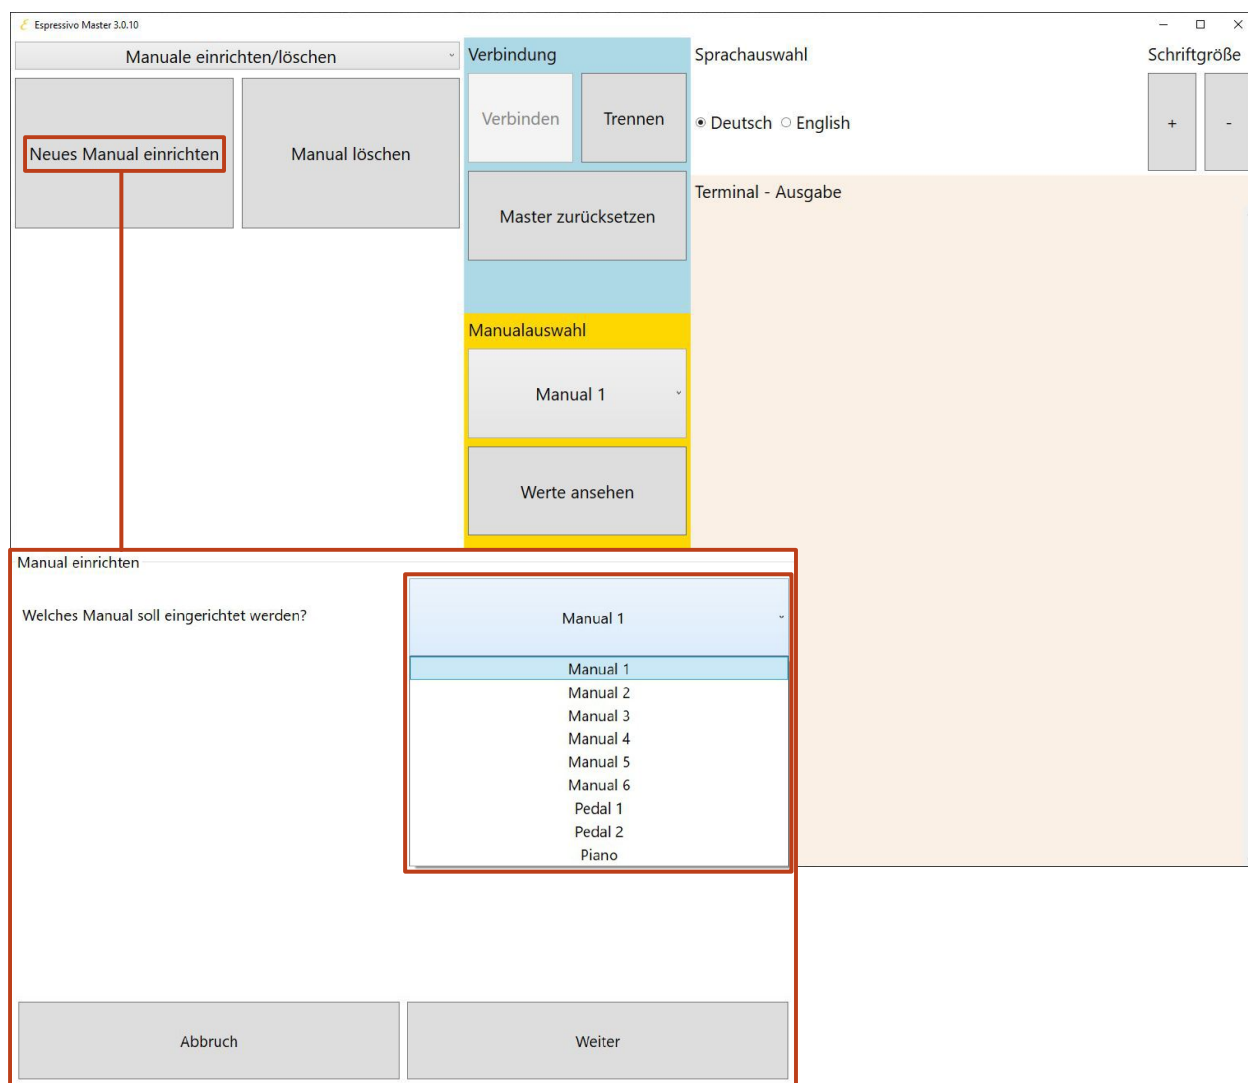 Espressivo Master 3.0.10
Manuale einrichten/löschen
Neues Manual einrichten
Manual löschen
Verbindung
Verbinden
Trennen
Master zurücksetzen
Manualauswahl
Manual 1
Werte ansehen
Sprachauswahl
Deutsch
English
Schriftgröße
+
-
Terminal - Ausgabe
Manual einrichten
Welches Manual soll eingerichtet werden?
Manual 1
Manual 1
Manual 2
Manual 3
Manual 4
Manual 5
Manual 6
Pedal 1
Pedal 2
Piano
Abbruch
Weiter